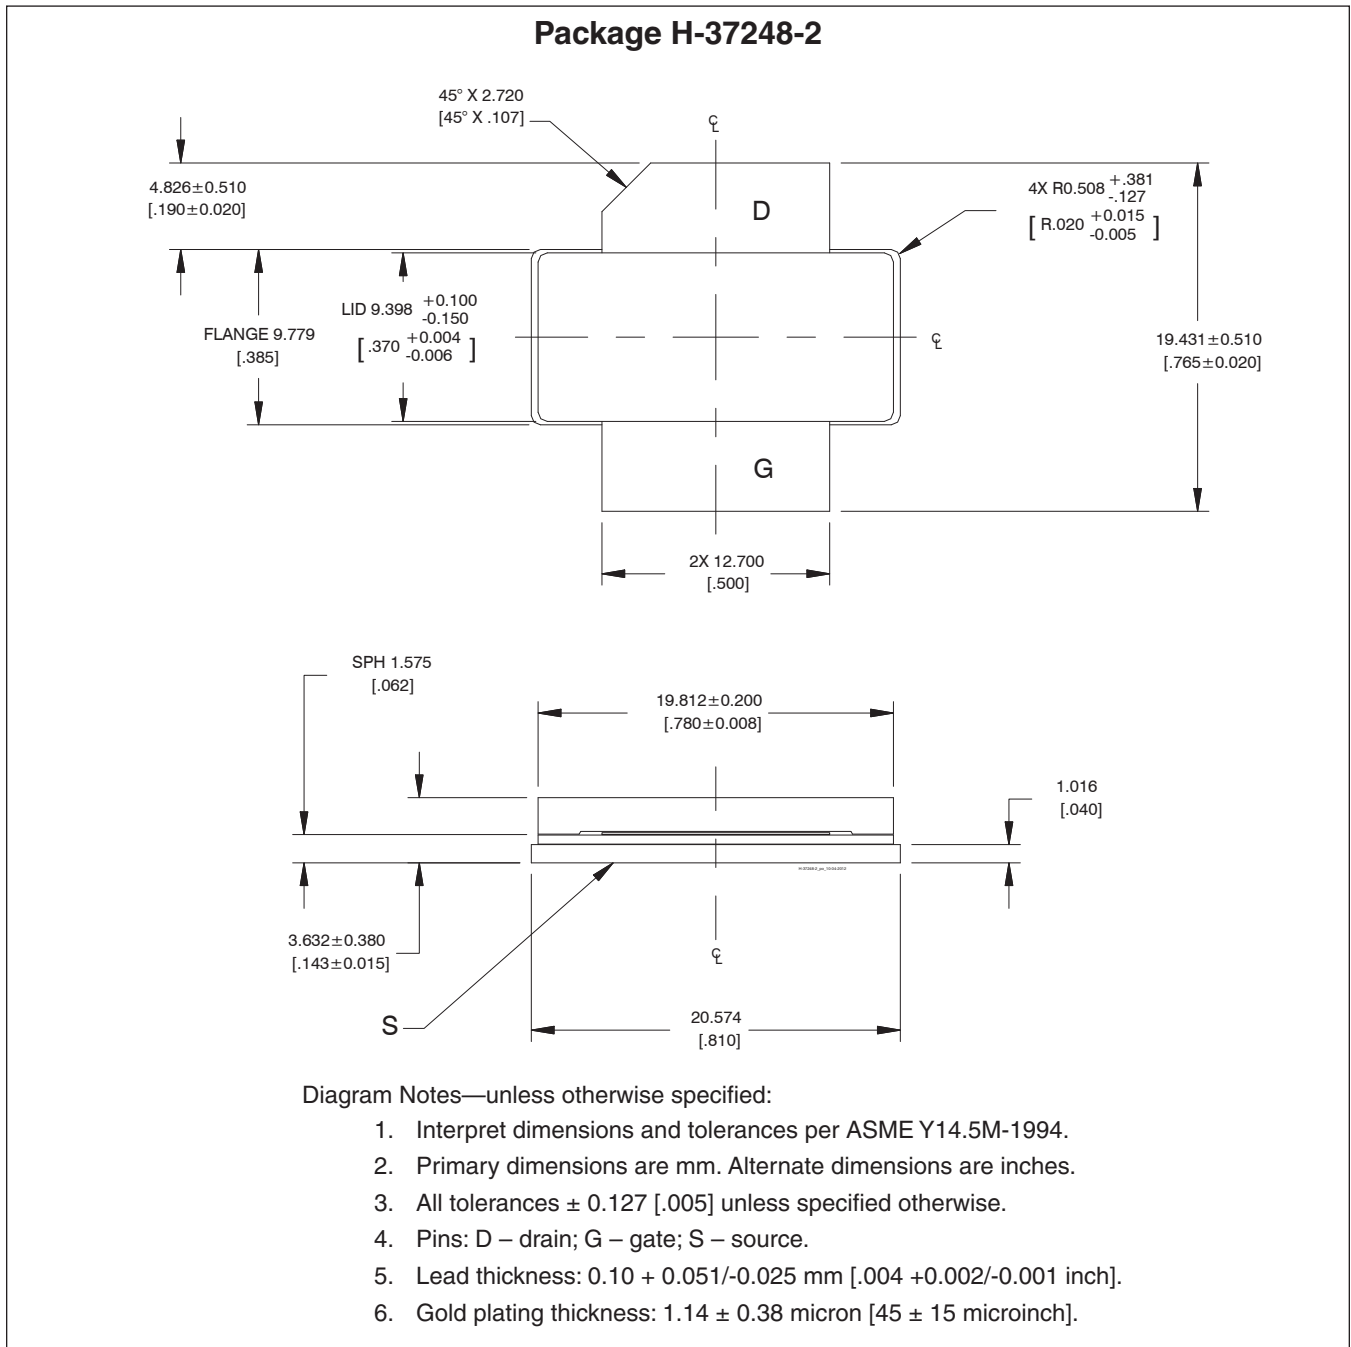 Package H-37248-2
45° X 2.720
[45° X .107]
℄
4.826±0.510
[.190±0.020]
D
4X R0.508 +.381
-.127
[ R.020 +0.015
-0.005 ]
LID 9.398 +0.100
-0.150
[ .370 +0.004
-0.006 ]
FLANGE 9.779
[.385]
℄
19.431±0.510
[.765±0.020]
G
2X 12.700
[.500]
SPH 1.575
[.062]
19.812±0.200
[.780±0.008]
1.016
[.040]
3.632±0.380
[.143±0.015]
℄
S
20.574
[.810]
Diagram Notes—unless otherwise specified:
1. Interpret dimensions and tolerances per ASME Y14.5M-1994.
2. Primary dimensions are mm. Alternate dimensions are inches.
3. All tolerances ± 0.127 [.005] unless specified otherwise.
4. Pins: D – drain; G – gate; S – source.
5. Lead thickness: 0.10 + 0.051/-0.025 mm [.004 +0.002/-0.001 inch].
6. Gold plating thickness: 1.14 ± 0.38 micron [45 ± 15 microinch].